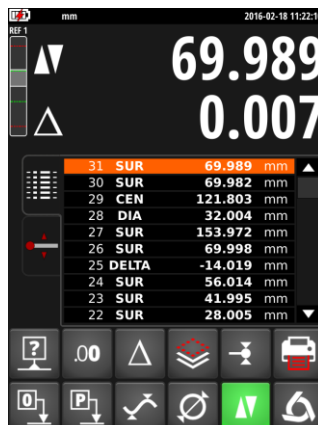 mm 2016-02-18 11:22:1
REF 1
69.989
0.007
31 SUR 69.989 mm
30 SUR 69.982 mm
29 CEN 121.803 mm
28 DIA 32.004 mm
27 SUR 153.972 mm
26 SUR 69.998 mm
25 DELTA -14.019 mm
24 SUR 56.014 mm
23 SUR 41.995 mm
22 SUR 28.005 mm
? .00
0 P